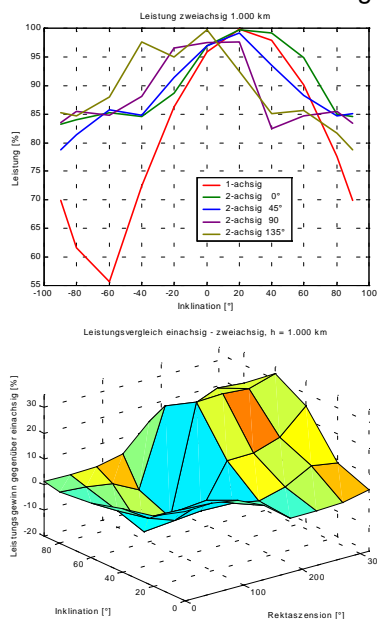 Leistung zweiachsig 1.000 km
100
95
90
85
80
75
70
65
60
55
Leistung [%]
1-achsig
2-achsig 0°
2-achsig 45°
2-achsig 90
2-achsig 135°
-100 -80 -60 -40 -20 0 20 40 60 80 100
Inklination [°]
Leistungsvergleich einachsig - zweiachsig, h = 1.000 km
30
20
10
0
-10
-20
Leistungsgewinn gegenüber einachsig [%]
80
60
40
20
0
Inklination [°]
0
100
200
Rektaszension [°]